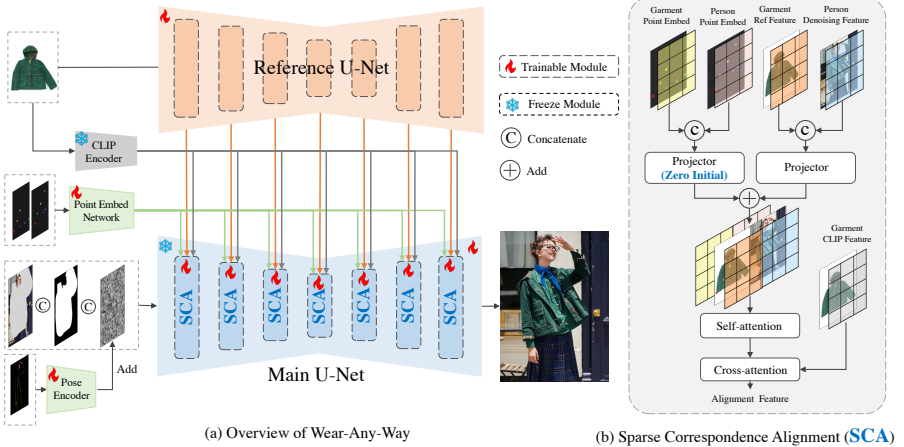 Reference U-Net
CLIP
Encoder
Point Embed
Network
C
C
Pose
Encoder
Add
SCA
SCA
SCA
SCA
SCA
SCA
SCA
Main U-Net
Trainable Module
Freeze Module
C Concatenate
+ Add
(a) Overview of Wear-Any-Way
Garment
Point Embed
Person
Point Embed
Garment
Ref Feature
Person
Denoising Feature
C
C
Projector
(Zero Initial)
Projector
+
Garment
CLIP Feature
Self-attention
Cross-attention
Alignment Feature
(b) Sparse Correspondence Alignment (SCA)